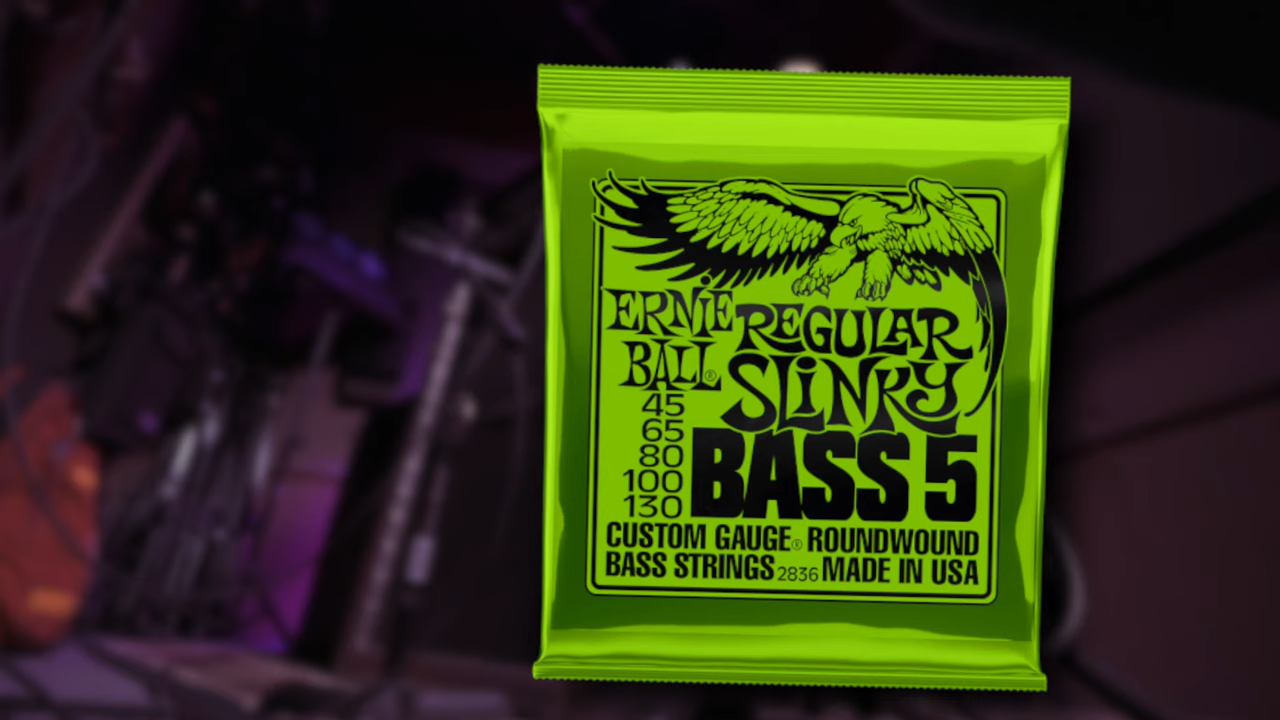 ERNiE BALL®
REGULAR SLiNKY
45
65
80
100
130
BASS 5
CUSTOM GAUGE® ROUNDWOUND
BASS STRINGS 2836 MADE IN USA